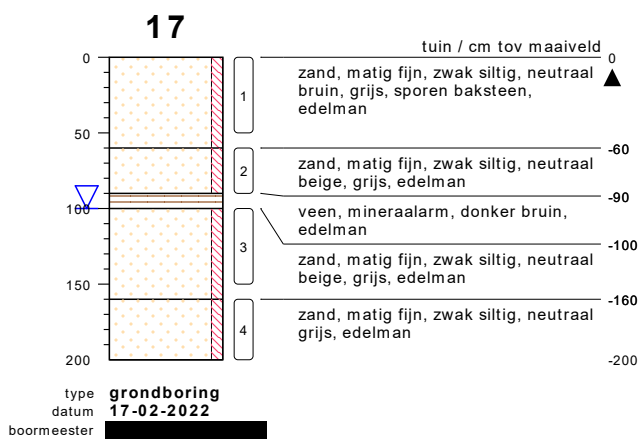 17
tuin / cm tov maaiveld
0
0
zand, matig fijn, zwak siltig, neutraal
bruin, grijs, sporen baksteen,
edelman
1
50
-60
zand, matig fijn, zwak siltig, neutraal
beige, grijs, edelman
2
-90
veen, mineraalarm, donker bruin,
edelman
100
-100
zand, matig fijn, zwak siltig, neutraal
beige, grijs, edelman
3
150
-160
zand, matig fijn, zwak siltig, neutraal
grijs, edelman
4
200
-200
type grondboring
datum 17-02-2022
boormeester